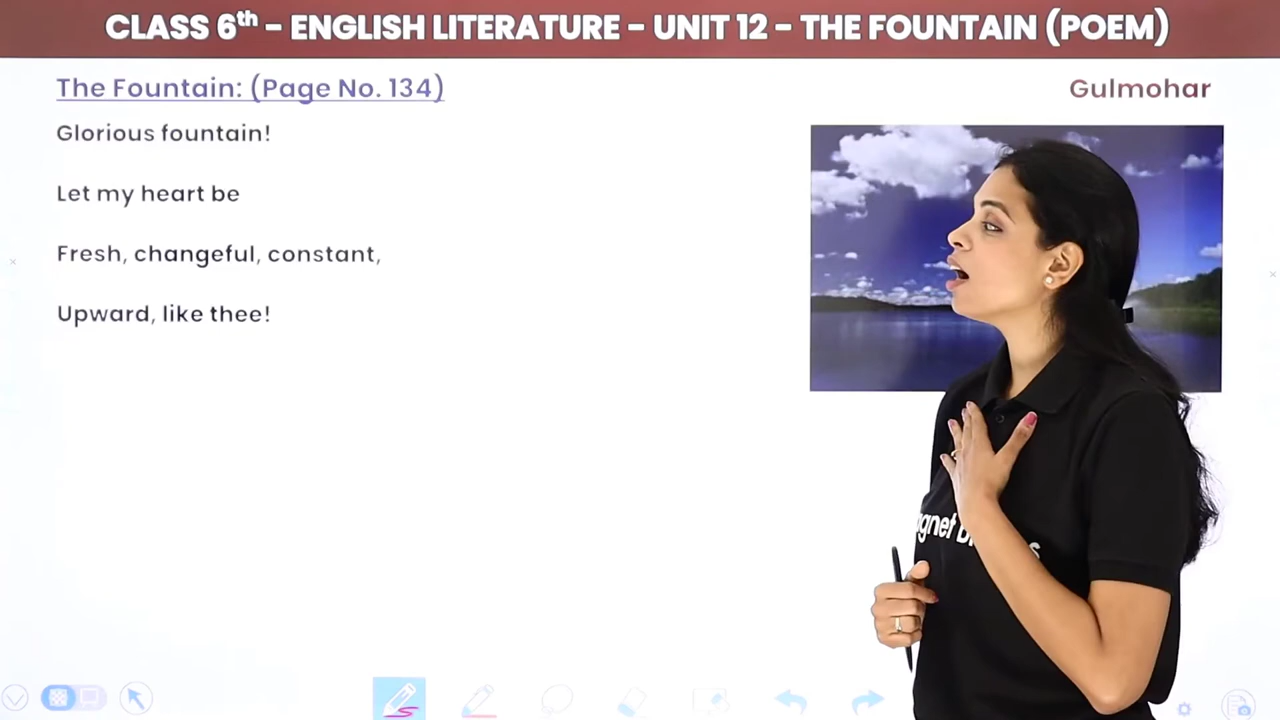 CLASS 6th - ENGLISH LITERATURE - UNIT 12 - THE FOUNTAIN (POEM)
The Fountain: (Page No. 134)
Gulmohar
Glorious fountain!
Let my heart be
Fresh, changeful, constant,
Upward, like thee!